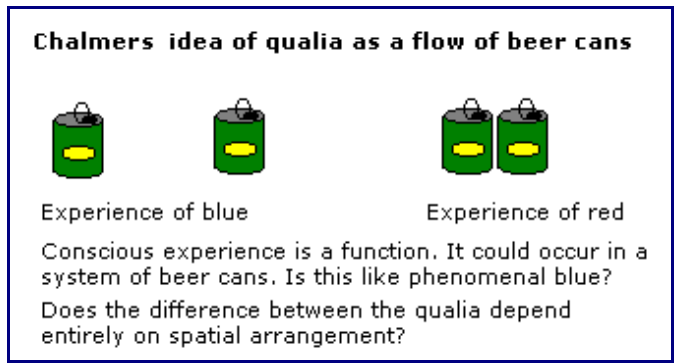 Chalmers idea of qualia as a flow of beer cans
Experience of blue
Experience of red
Conscious experience is a function. It could occur in a
system of beer cans. Is this like phenomenal blue?
Does the difference between the qualia depend
entirely on spatial arrangement?